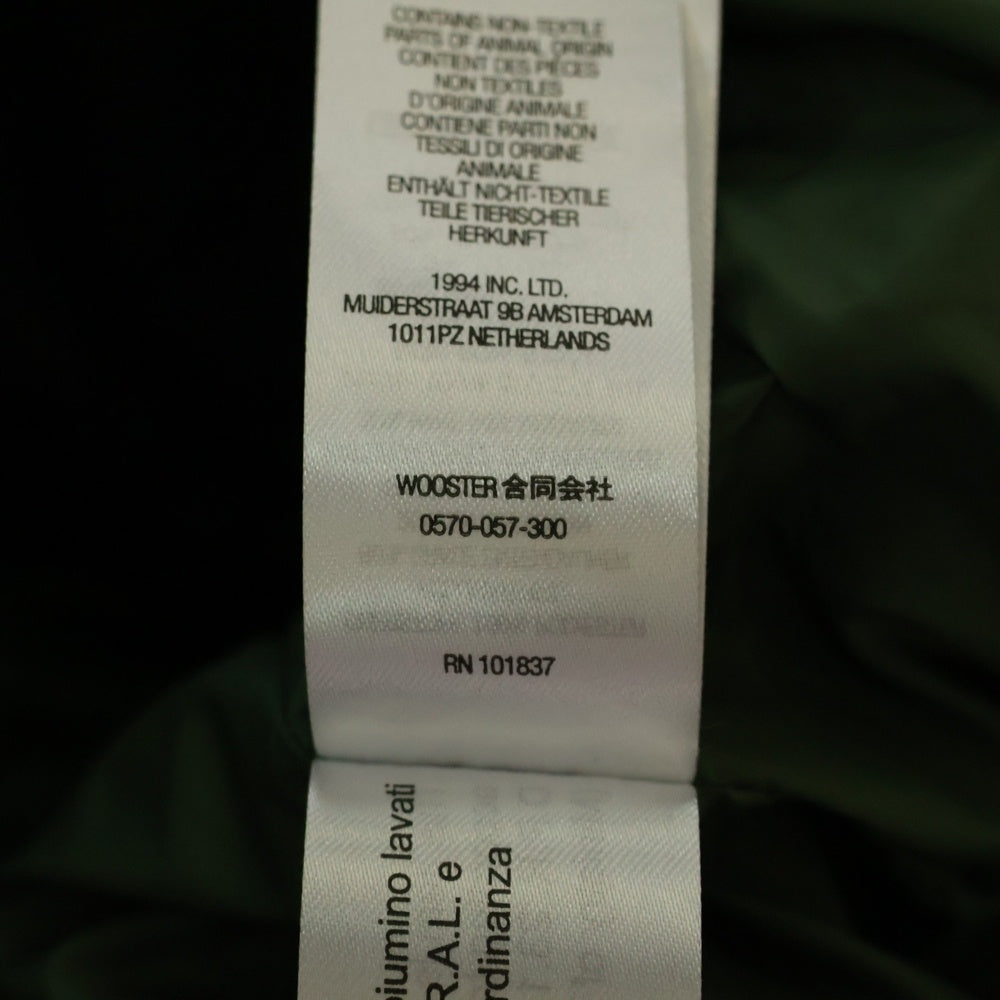 CONTAINS NON-TEXTILE
PARTS OF ANIMAL ORIGIN
CONTIENT DES PIÈCES
NON TEXTILES
D'ORIGINE ANIMALE
CONTIENE PARTI NON
TESSILI DI ORIGINE
ANIMALE
ENTHÄLT NICHT-TEXTILE
TEILE TIERISCHER
HERKUNFT
1994 INC. LTD.
MUIDERSTRAAT 9B AMSTERDAM
1011PZ NETHERLANDS
WOOSTER 合同会社
0570-057-300
RN 101837
piumino lavati
R.A.L. e
rdinanza